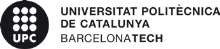 UPC
UNIVERSITAT POLITÈCNICA
DE CATALUNYA
BARCELONATECH